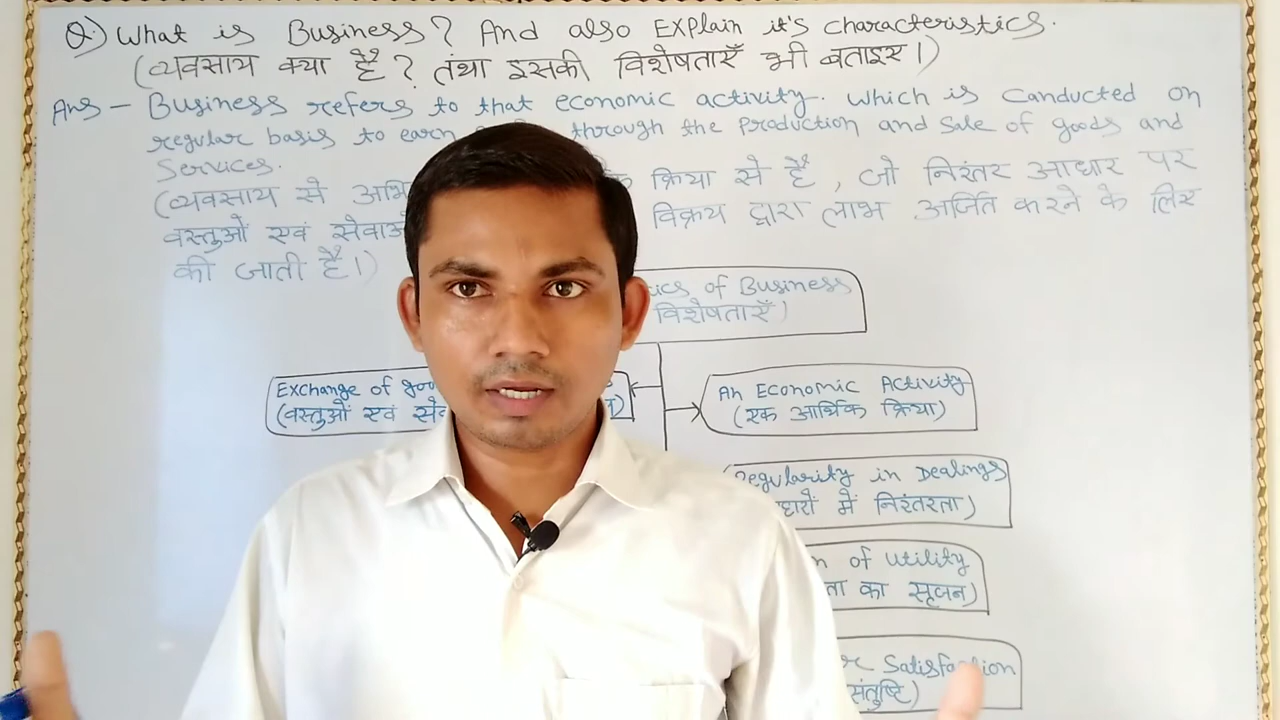 Q.) What is Business? And also Explain it's characteristics.
(व्यवसाय क्या है? तथा इसकी विशेषताएँ भी बताइए।)
Ans - Business refers to that economic activity. Which is Conducted on
regular basis to earn through the Production and Sale of goods and
Services.
(व्यवसाय से क्रिया से है, जो निरंतर आधार पर
वस्तुओं एवं विक्रय द्वारा लाभ अर्जित करने के लिए
की जाती है।)
of Business
विशेषताएँ)
Exchange of
(वस्तुओं एवं
An Economic Activity
(एक आर्थिक क्रिया)
Regularity in Dealings
में निरंतरता)
of Utility
का सृजन)
Satisfaction
संतुष्टि)